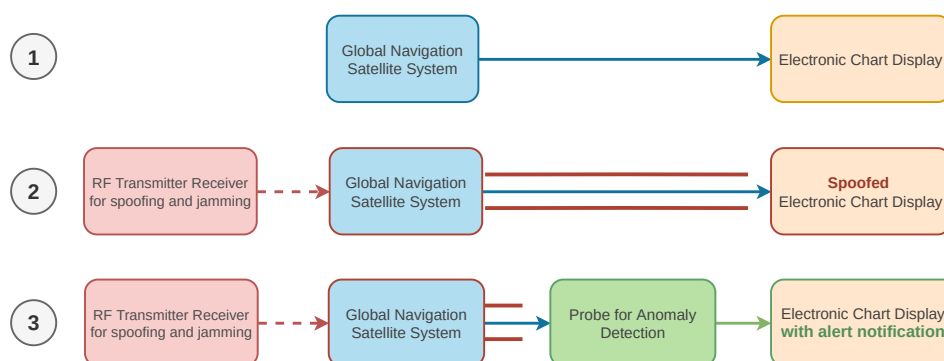 1
Global Navigation
Satellite System
Electronic Chart Display
2
RF Transmitter Receiver
for spoofing and jamming
Global Navigation
Satellite System
Spoofed
Electronic Chart Display
3
RF Transmitter Receiver
for spoofing and jamming
Global Navigation
Satellite System
Probe for Anomaly
Detection
Electronic Chart Display
with alert notification